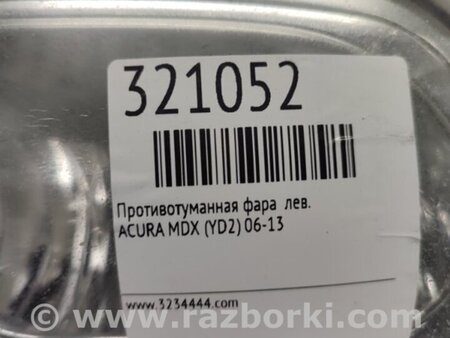 321052
Противотуманная фара лев.
ACURA MDX (YD2) 06-13
www.3234444.com
www.razborki.com